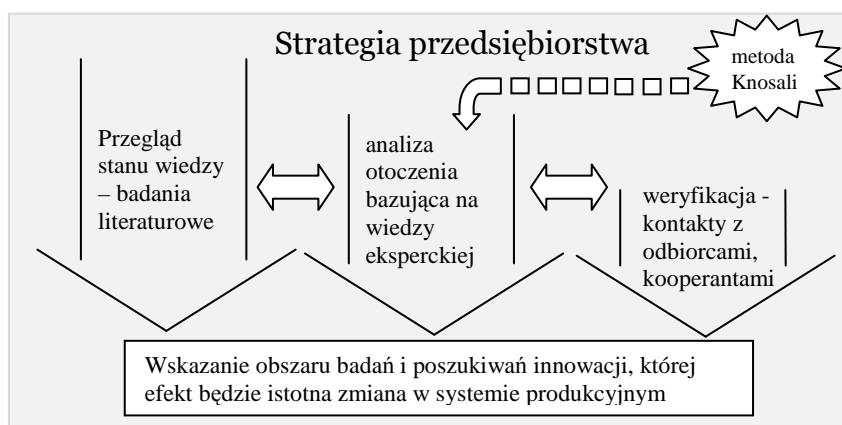 Strategia przedsiębiorstwa
metoda
Knosali
Przegląd
stanu wiedzy
– badania
literaturowe
analiza
otoczenia
bazująca na
wiedzy
eksperckiej
weryfikacja -
kontakty z
odbiorcami,
kooperantami
Wskazanie obszaru badań i poszukiwań innowacji, której
efekt będzie istotna zmiana w systemie produkcyjnym